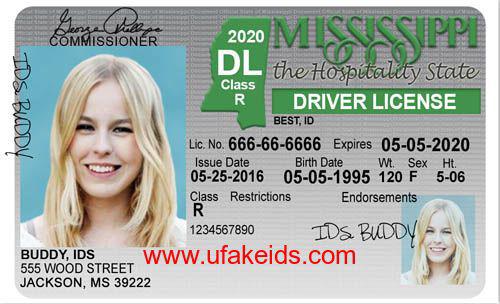 George Phillips
COMMISSIONER
2020
DL
Class
R
MISSISSIPPI
the Hospitality State
DRIVER LICENSE
BEST, ID
Lic. No. 666-66-6666 Expires 05-05-2020
Issue Date Birth Date Wt. Sex Ht.
05-25-2016 05-05-1995 120 F 5-06
Class Restrictions Endorsements
R
1234567890
IDs. BUDDY
IDs. BUDDY
www.ufakeids.com
BUDDY, IDS
555 WOOD STREET
JACKSON, MS 39222